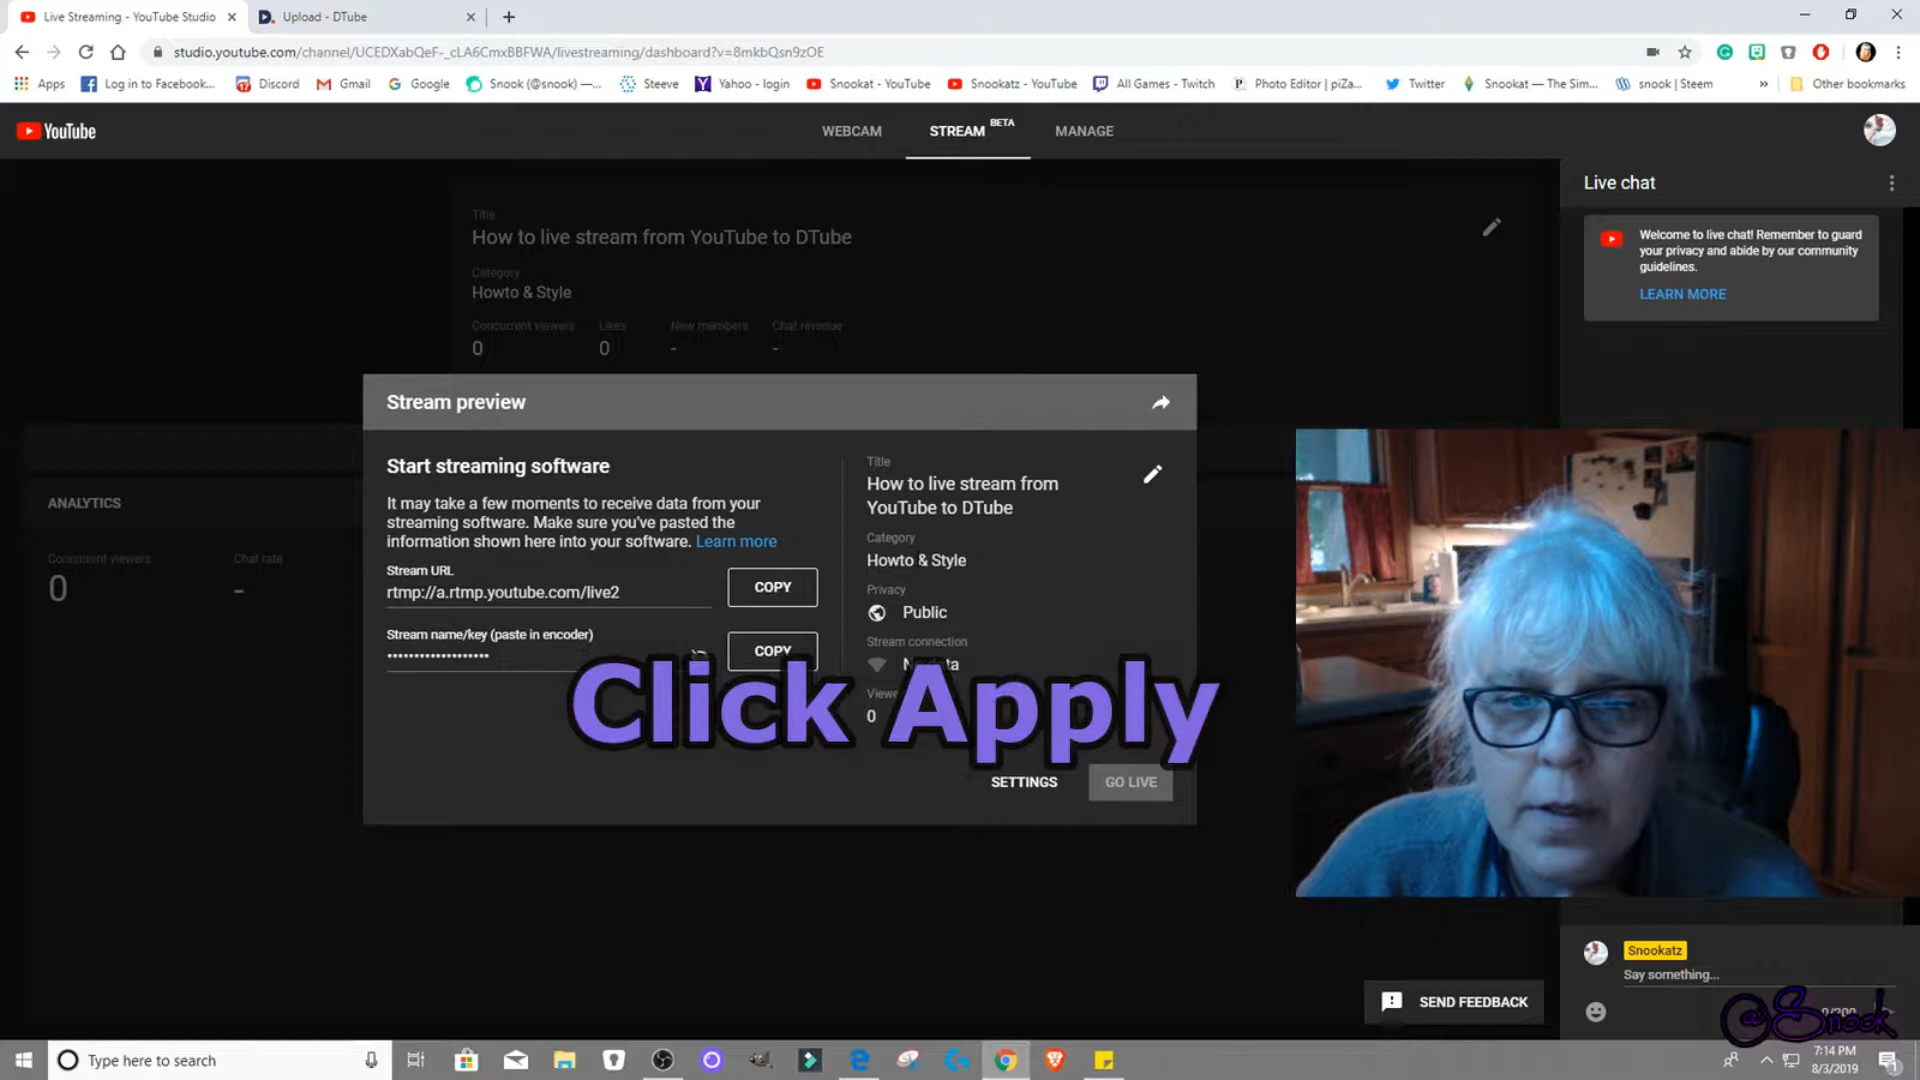 Live Streaming - YouTube Studio
Upload - DTube
studio.youtube.com/channel/UCEDXabQeF-_cLA6CmxBBFWA/livestreaming/dashboard?v=8mkbQsn9zOE
Apps
Log in to Facebook...
Discord
Gmail
Google
Snook (@snook) —...
Steeve
Yahoo - login
Snookat - YouTube
Snookatz - YouTube
All Games - Twitch
Photo Editor | piZa...
Twitter
Snookat — The Sim...
snook | Steem
»
Other bookmarks
YouTube
WEBCAM
STREAM BETA
MANAGE
Title
How to live stream from YouTube to DTube
Category
Howto & Style
Concurrent viewers
Likes
New members
Chat revenue
0
0
-
-
Live chat
Welcome to live chat! Remember to guard
your privacy and abide by our community
guidelines.
LEARN MORE
Stream preview
Start streaming software
It may take a few moments to receive data from your
streaming software. Make sure you've pasted the
information shown here into your software. Learn more
Stream URL
rtmp://a.rtmp.youtube.com/live2
COPY
Stream name/key (paste in encoder)
COPY
Title
How to live stream from
YouTube to DTube
Category
Howto & Style
Privacy
Public
Stream connection
0
Click Apply
SETTINGS
GO LIVE
ANALYTICS
Concurrent viewers
Chat rate
0
-
Snookatz
Say something...
0/200
SEND FEEDBACK
@Snook
Type here to search
7:14 PM
8/3/2019